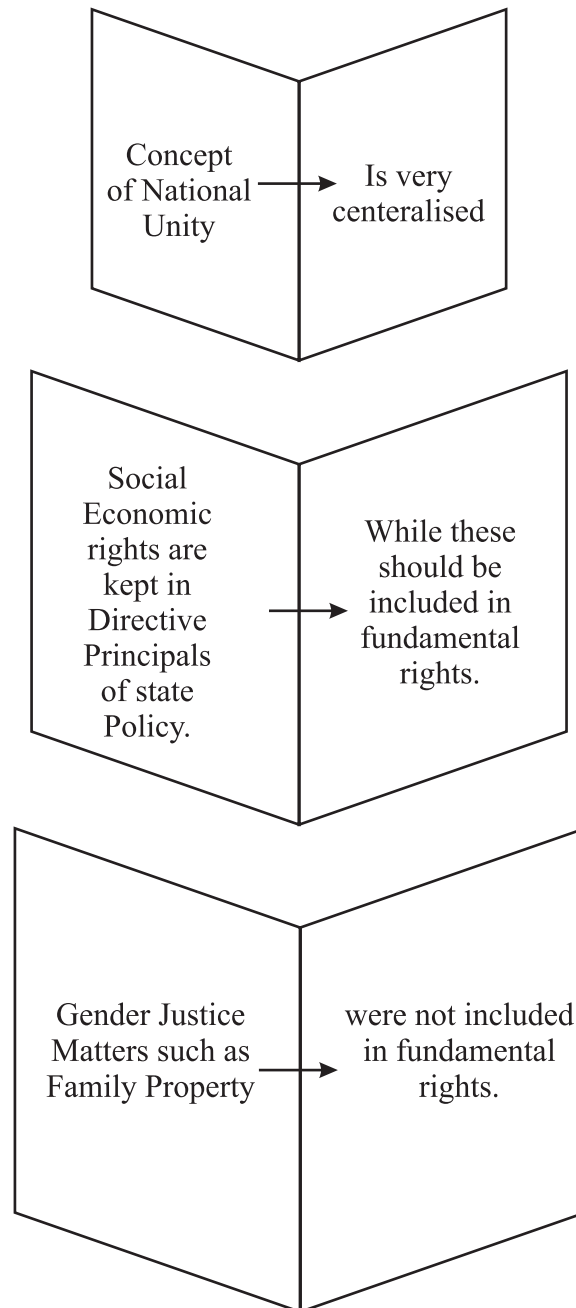 Concept
of National
Unity
Is very
centeralised
Social
Economic
rights are
kept in
Directive
Principals
of state
Policy.
While these
should be
included in
fundamental
rights.
Gender Justice
Matters such as
Family Property
were not included
in fundamental
rights.